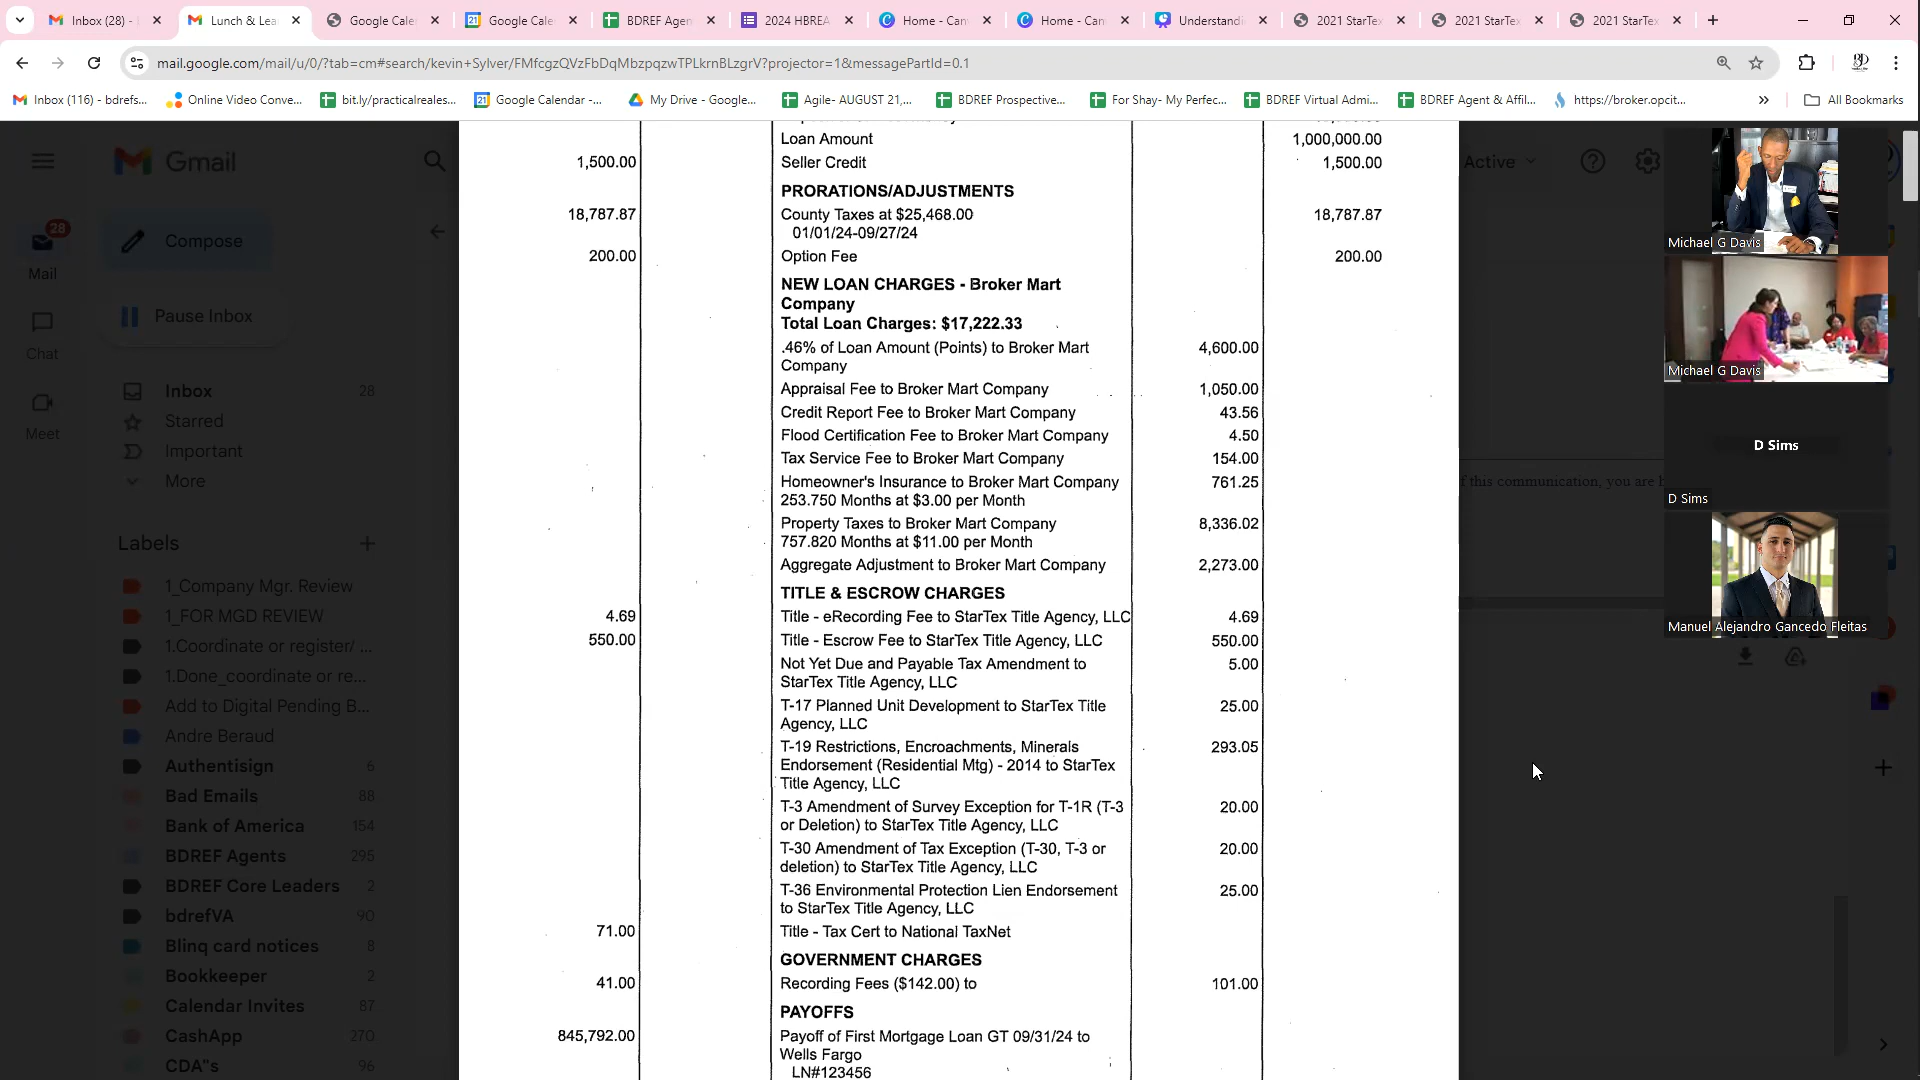 Inbox (28) -
Lunch & Lea
Google Cale
Google Cale
BDREF Agen
2024 HBREA
Home - Can
Home - Can
Understandi
2021 StarTex
2021 StarTex
2021 StarTex
mail.google.com/mail/u/0/?tab=cm#search/kevin+Sylver/FMfcgzQVzFbDqMbzpqzwTPLkrnBLzgrV?projector=1&messagePartId=0.1
Inbox (116) - bdrefs...
Online Video Conve...
bit.ly/practicalreales...
Google Calendar -...
My Drive - Google...
Agile- AUGUST 21,...
BDREF Prospective...
For Shay- My Perfec...
BDREF Virtual Admi...
BDREF Agent & Affil...
https://broker.opcit...
All Bookmarks
Gmail
Active
28
Mail
Chat
Meet
Compose
Pause Inbox
Inbox 28
Starred
Important
More
Labels
1_Company Mgr. Review
1_FOR MGD REVIEW
1.Coordinate or register/ ...
1.Done_coordinate or re...
Add to Digital Pending B...
Andre Beraud
Authentisign 6
Bad Emails 88
Bank of America 154
BDREF Agents 295
BDREF Core Leaders 2
bdrefVA 90
Blinq card notices 8
Bookkeeper 2
Calendar Invites 87
CashApp 270
CDA"s 96
Loan Amount 1,000,000.00
1,500.00 Seller Credit 1,500.00
PRORATIONS/ADJUSTMENTS
18,787.87 County Taxes at $25,468.00 18,787.87
01/01/24-09/27/24
200.00 Option Fee 200.00
NEW LOAN CHARGES - Broker Mart
Company
Total Loan Charges: $17,222.33
.46% of Loan Amount (Points) to Broker Mart 4,600.00
Company
Appraisal Fee to Broker Mart Company 1,050.00
Credit Report Fee to Broker Mart Company 43.56
Flood Certification Fee to Broker Mart Company 4.50
Tax Service Fee to Broker Mart Company 154.00
Homeowner's Insurance to Broker Mart Company 761.25
253.750 Months at $3.00 per Month
Property Taxes to Broker Mart Company 8,336.02
757.820 Months at $11.00 per Month
Aggregate Adjustment to Broker Mart Company 2,273.00
TITLE & ESCROW CHARGES
4.69 Title - eRecording Fee to StarTex Title Agency, LLC 4.69
550.00 Title - Escrow Fee to StarTex Title Agency, LLC 550.00
Not Yet Due and Payable Tax Amendment to 5.00
StarTex Title Agency, LLC
T-17 Planned Unit Development to StarTex Title 25.00
Agency, LLC
T-19 Restrictions, Encroachments, Minerals 293.05
Endorsement (Residential Mtg) - 2014 to StarTex
Title Agency, LLC
T-3 Amendment of Survey Exception for T-1R (T-3 20.00
or Deletion) to StarTex Title Agency, LLC
T-30 Amendment of Tax Exception (T-30, T-3 or 20.00
deletion) to StarTex Title Agency, LLC
T-36 Environmental Protection Lien Endorsement 25.00
to StarTex Title Agency, LLC
71.00 Title - Tax Cert to National TaxNet
GOVERNMENT CHARGES
41.00 Recording Fees ($142.00) to 101.00
PAYOFFS
845,792.00 Payoff of First Mortgage Loan GT 09/31/24 to
Wells Fargo
LN#123456
f this communication, you are h
Michael G Davis
Michael G Davis
D Sims
D Sims
Manuel Alejandro Gancedo Fleitas